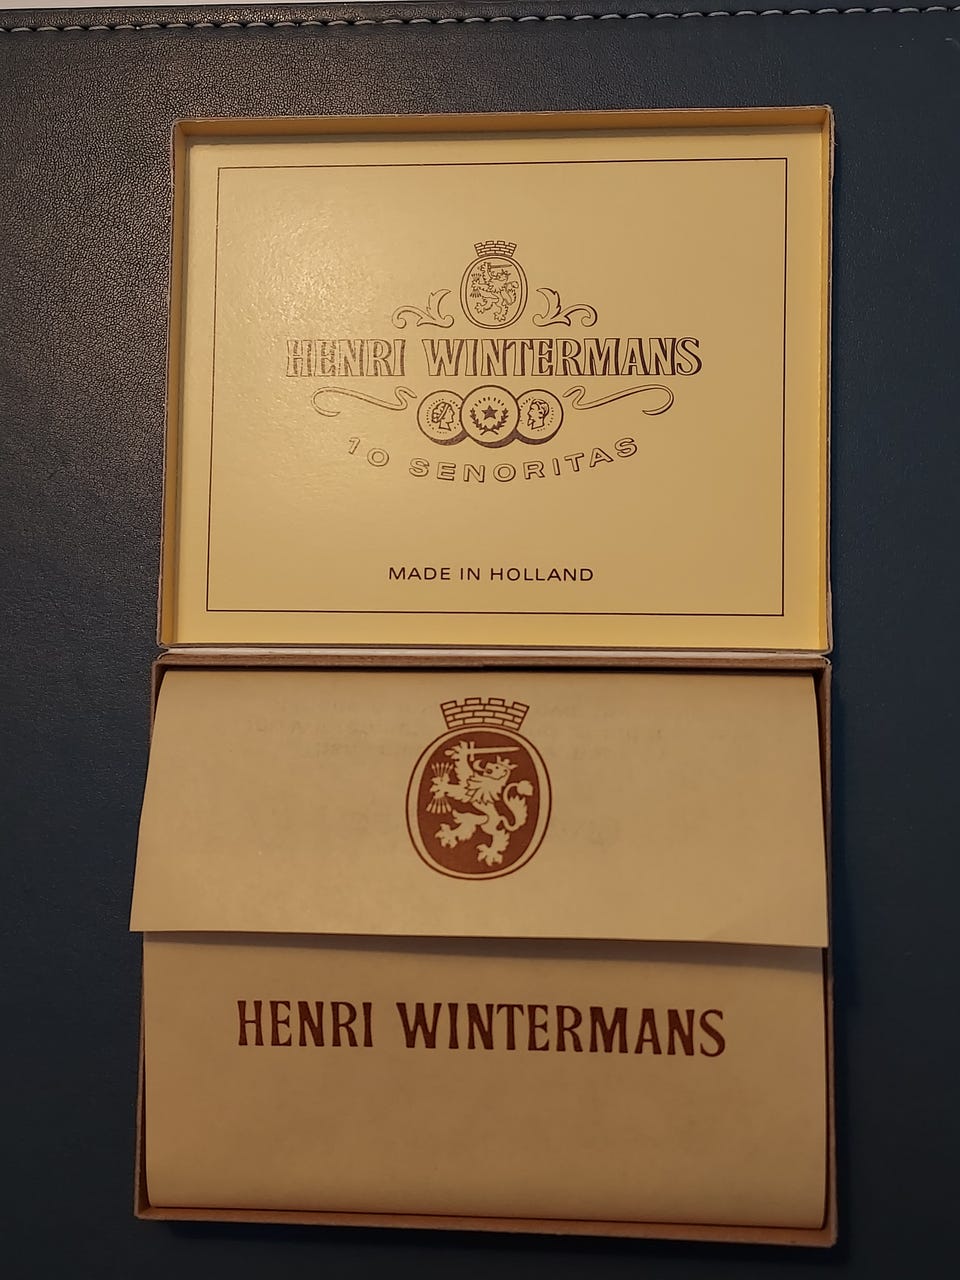 HENRI WINTERMANS
10 SENORITAS
MADE IN HOLLAND
HENRI WINTERMANS